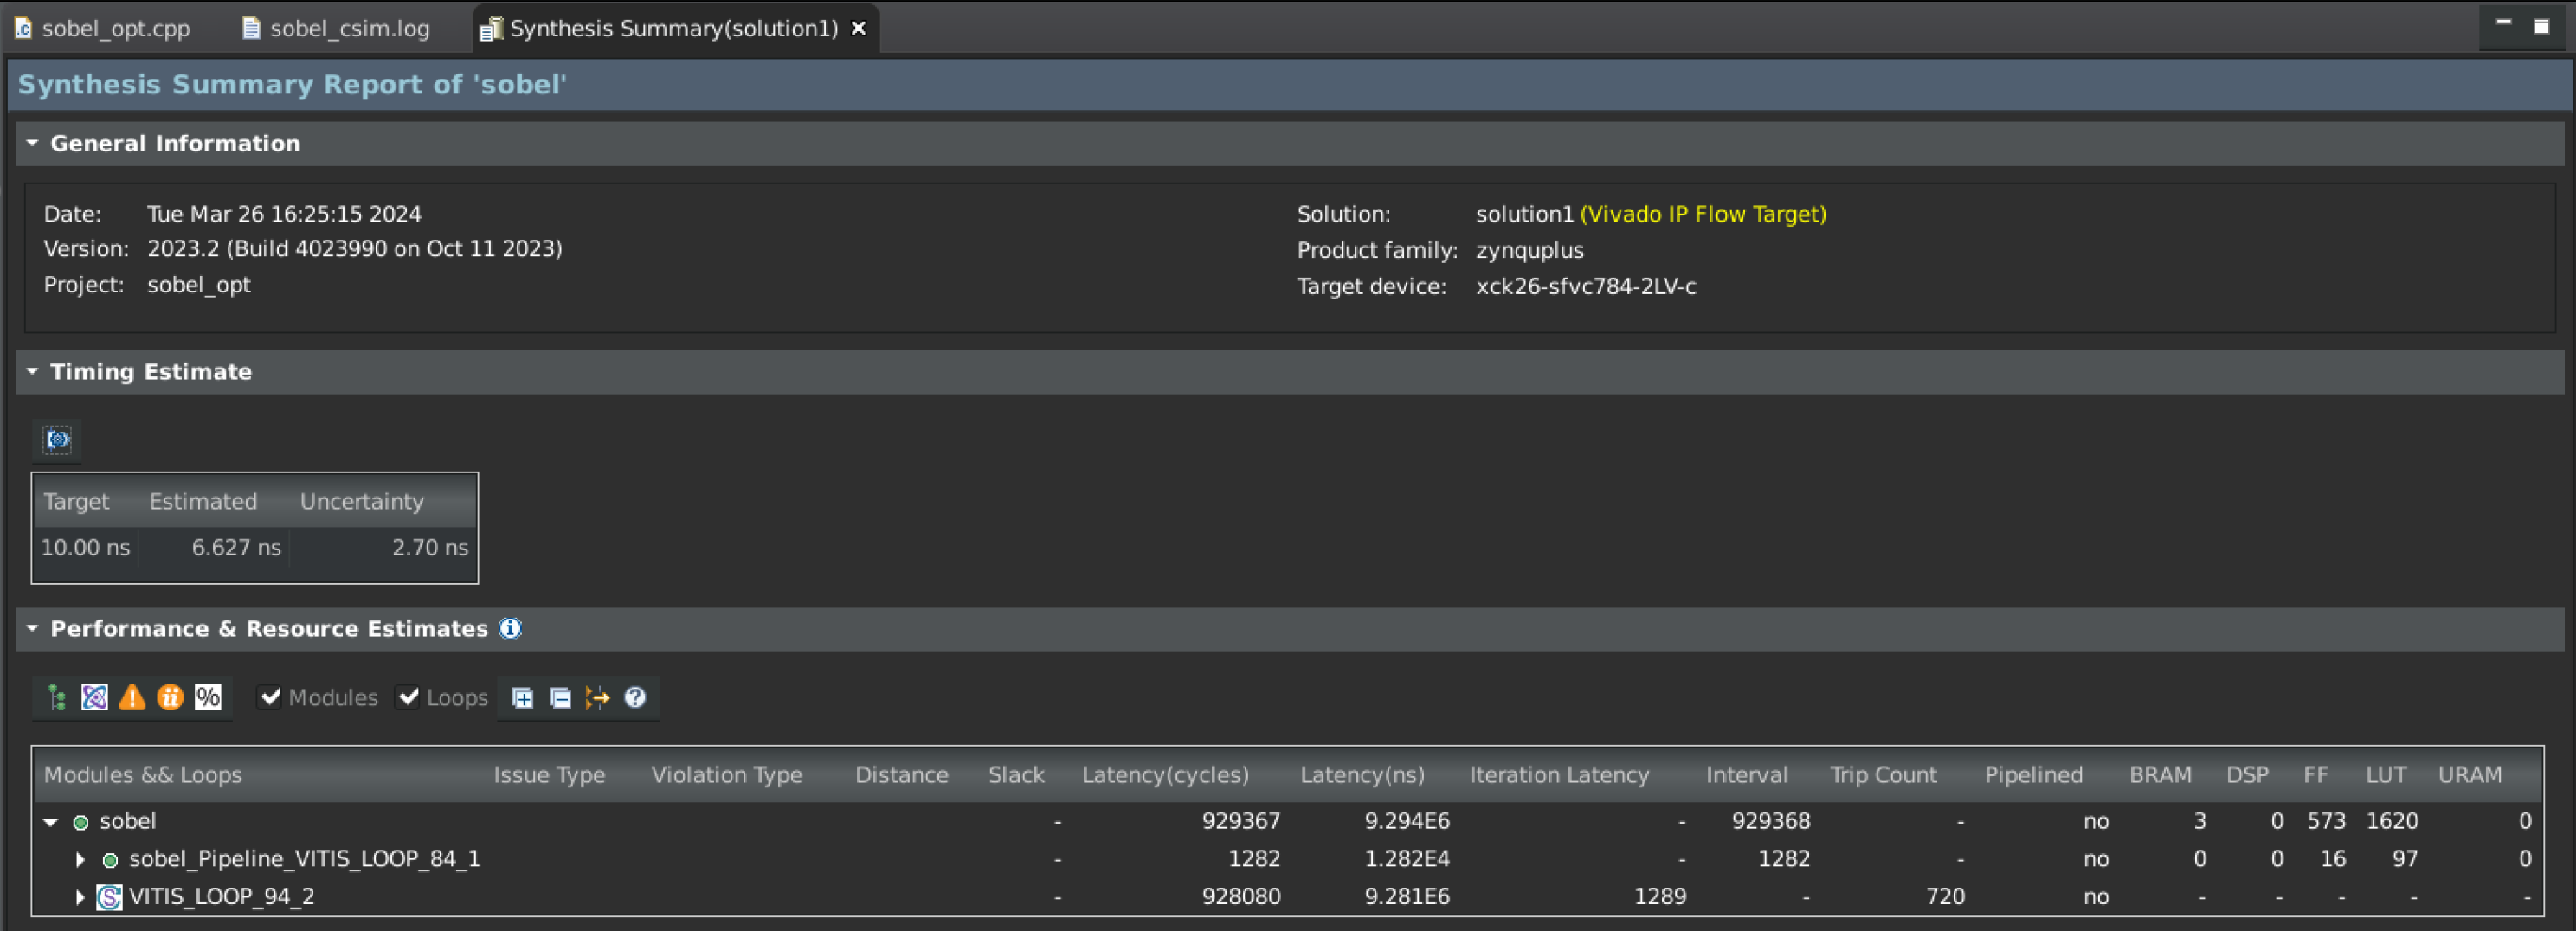 sobel_opt.cpp sobel_csim.log Synthesis Summary(solution1)
Synthesis Summary Report of 'sobel'
General Information
Date: Tue Mar 26 16:25:15 2024 Solution: solution1 (Vivado IP Flow Target)
Version: 2023.2 (Build 4023990 on Oct 11 2023) Product family: zynquplus
Project: sobel_opt Target device: xck26-sfvc784-2LV-c
Timing Estimate
Target Estimated Uncertainty
10.00 ns 6.627 ns 2.70 ns
Performance & Resource Estimates
% Modules Loops
Modules && Loops Issue Type Violation Type Distance Slack Latency(cycles) Latency(ns) Iteration Latency Interval Trip Count Pipelined BRAM DSP FF LUT URAM
sobel - 929367 9.294E6 - 929368 - no 3 0 573 1620 0
sobel_Pipeline_VITIS_LOOP_84_1 - 1282 1.282E4 - 1282 - no 0 0 16 97 0
VITIS_LOOP_94_2 - 928080 9.281E6 1289 - 720 no - - - - -